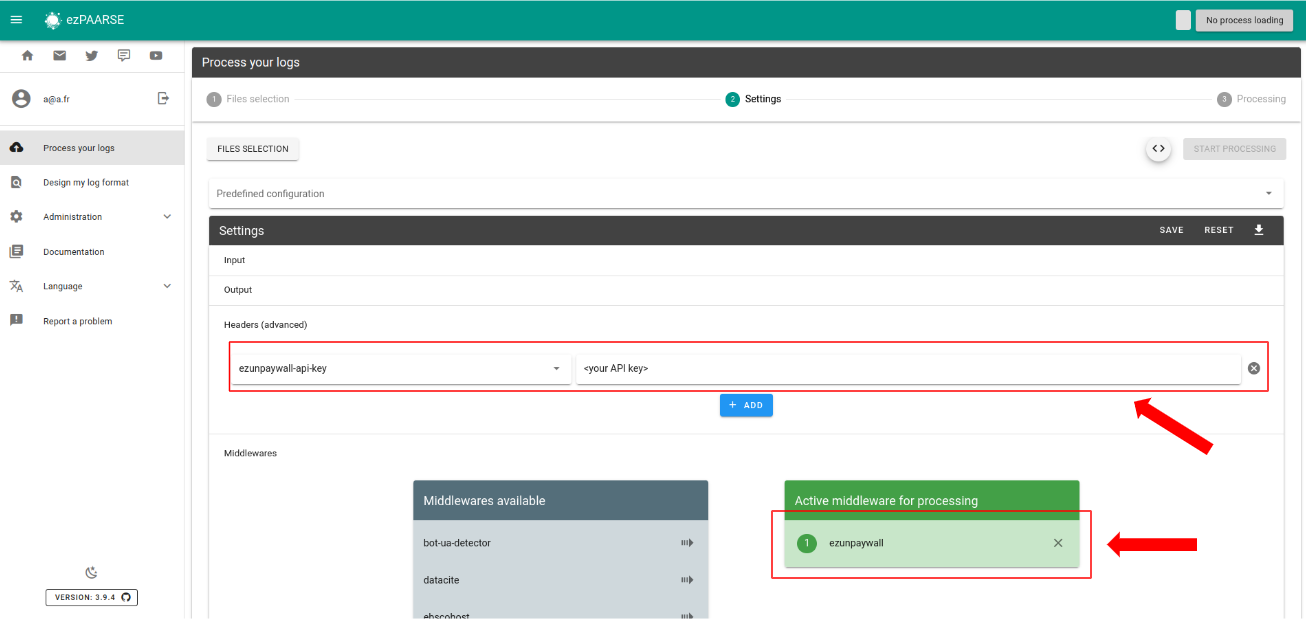 ezPAARSE
No process loading
a@a.fr
Process your logs
Design my log format
Administration
Documentation
Language
Report a problem
VERSION: 3.9.4
Process your logs
1 Files selection
2 Settings
3 Processing
FILES SELECTION
START PROCESSING
Predefined configuration
Settings
SAVE
RESET
Input
Output
Headers (advanced)
ezunpaywall-api-key
<your API key>
+ ADD
Middlewares
Middlewares available
bot-ua-detector
datacite
ebscohost
Active middleware for processing
1 ezunpaywall